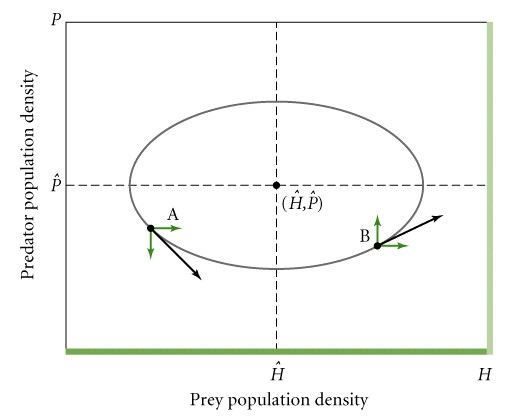 P
Predator population density
P̂
A
(Ĥ,P̂)
B
Ĥ
H
Prey population density